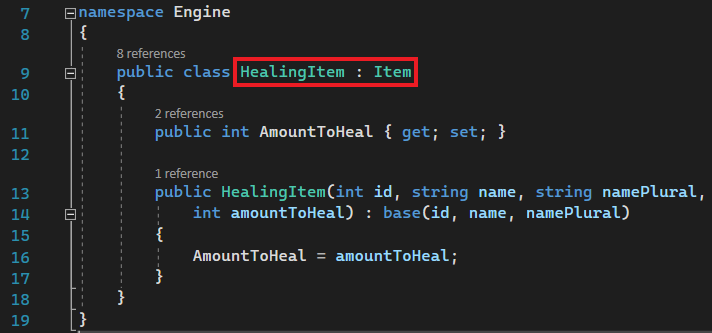 7 namespace Engine
8 {
8 references
9 public class HealingItem : Item
10 {
2 references
11 public int AmountToHeal { get; set; }
12
1 reference
13 public HealingItem(int id, string name, string namePlural,
14 int amountToHeal) : base(id, name, namePlural)
15 {
16 AmountToHeal = amountToHeal;
17 }
18 }
19 }